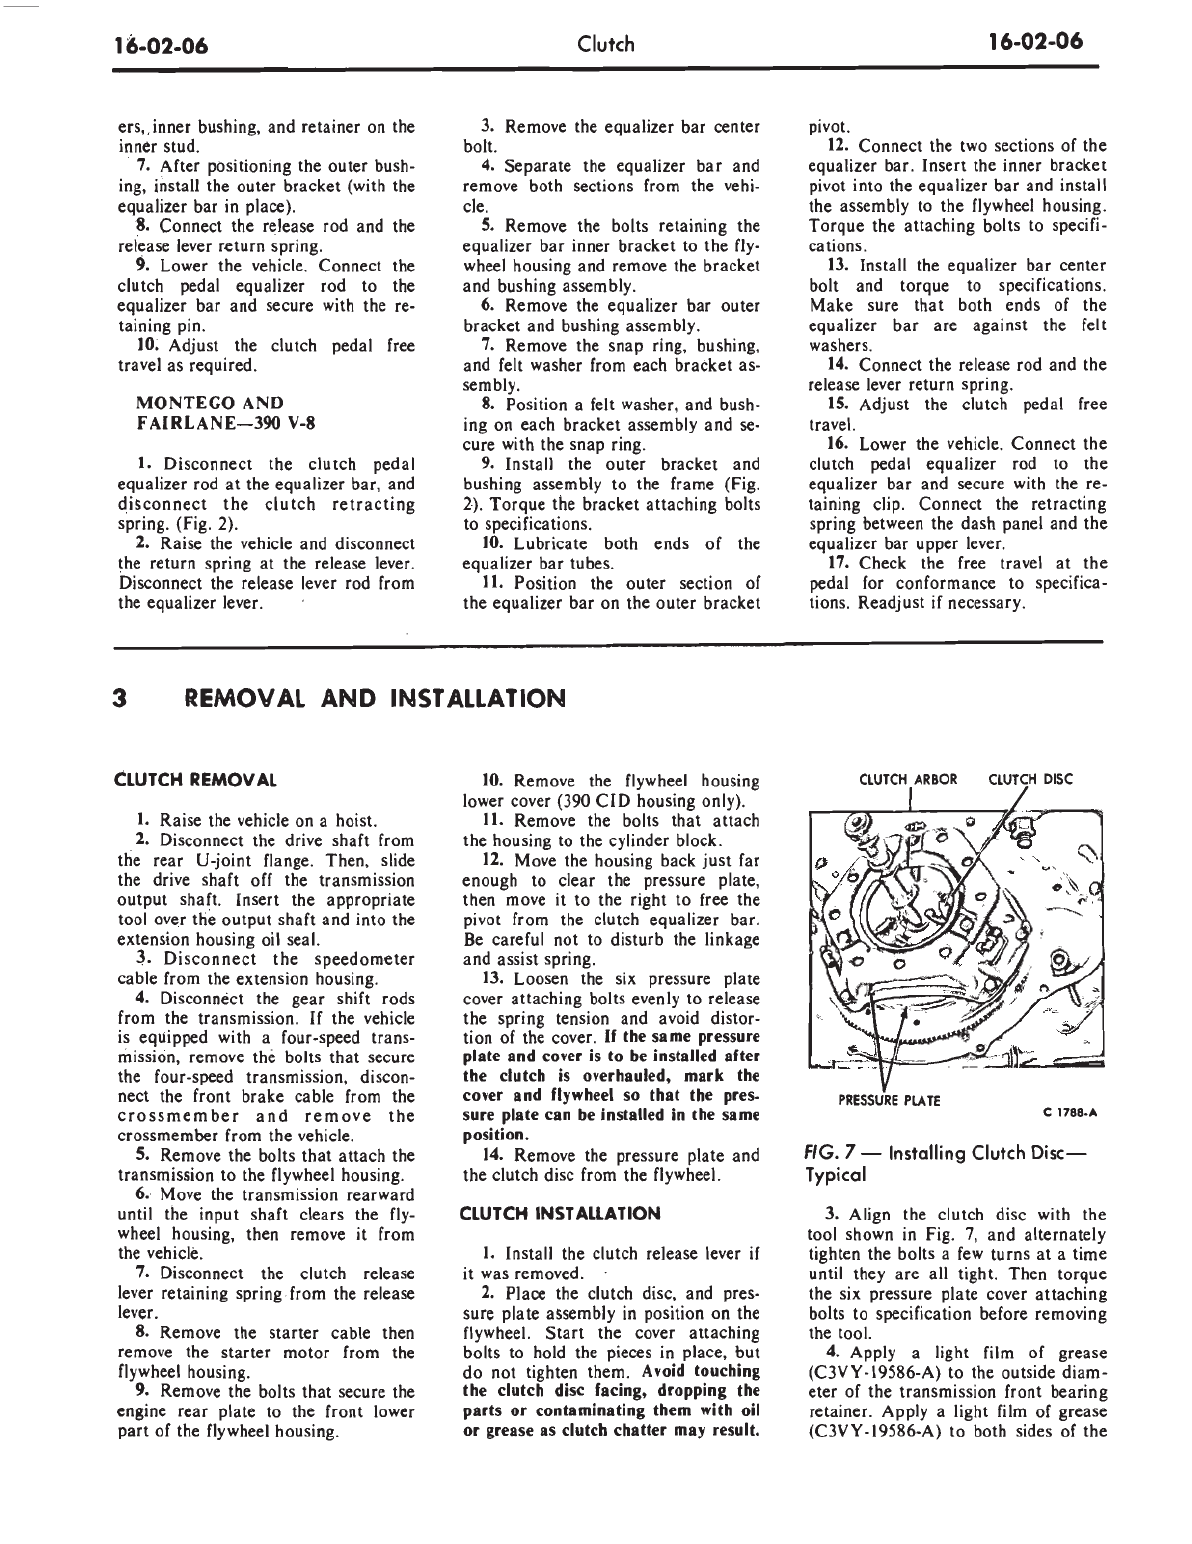 16-02-06
Clutch
16-02-06
ers, inner bushing, and retainer on the
inner stud.
7. After positioning the outer bush-
ing, install the outer bracket (with the
equalizer bar in place).
8. Connect the release rod and the
release lever return spring.
9. Lower the vehicle. Connect the
clutch pedal equalizer rod to the
equalizer bar and secure with the re-
taining pin.
10. Adjust the clutch pedal free
travel as required.
MONTEGO AND
FAIRLANE—390 V-8
1. Disconnect the clutch pedal
equalizer rod at the equalizer bar, and
disconnect the clutch retracting
spring. (Fig. 2).
2. Raise the vehicle and disconnect
the return spring at the release lever.
Disconnect the release lever rod from
the equalizer lever.
3. Remove the equalizer bar center
bolt.
4. Separate the equalizer bar and
remove both sections from the vehi-
cle.
5. Remove the bolts retaining the
equalizer bar inner bracket to the fly-
wheel housing and remove the bracket
and bushing assembly.
6. Remove the equalizer bar outer
bracket and bushing assembly.
7. Remove the snap ring, bushing,
and felt washer from each bracket as-
sembly.
8. Position a felt washer, and bush-
ing on each bracket assembly and se-
cure with the snap ring.
9. Install the outer bracket and
bushing assembly to the frame (Fig.
2). Torque the bracket attaching bolts
to specifications.
10. Lubricate both ends of the
equalizer bar tubes.
11. Position the outer section of
the equalizer bar on the outer bracket
pivot.
12. Connect the two sections of the
equalizer bar. Insert the inner bracket
pivot into the equalizer bar and install
the assembly to the flywheel housing.
Torque the attaching bolts to specifi-
cations.
13. Install the equalizer bar center
bolt and torque to specifications.
Make sure that both ends of the
equalizer bar are against the felt
washers.
14. Connect the release rod and the
release lever return spring.
15. Adjust the clutch pedal free
travel.
16. Lower the vehicle. Connect the
clutch pedal equalizer rod to the
equalizer bar and secure with the re-
taining clip. Connect the retracting
spring between the dash panel and the
equalizer bar upper lever.
17. Check the free travel at the
pedal for conformance to specifica-
tions. Readjust if necessary.
3 REMOVAL AND INSTALLATION
CLUTCH REMOVAL
1. Raise the vehicle on a hoist.
2. Disconnect the drive shaft from
the rear U-joint flange. Then, slide
the drive shaft off the transmission
output shaft. Insert the appropriate
tool over the output shaft and into the
extension housing oil seal.
3. Disconnect the speedometer
cable from the extension housing.
4. Disconnect the gear shift rods
from the transmission. If the vehicle
is equipped with a four-speed trans-
mission, remove the bolts that secure
the four-speed transmission, discon-
nect the front brake cable from the
crossmember and remove the
crossmember from the vehicle.
5. Remove the bolts that attach the
transmission to the flywheel housing.
6. Move the transmission rearward
until the input shaft clears the fly-
wheel housing, then remove it from
the vehicle.
7. Disconnect the clutch release
lever retaining spring from the release
lever.
8. Remove the starter cable then
remove the starter motor from the
flywheel housing.
9. Remove the bolts that secure the
engine rear plate to the front lower
part of the flywheel housing.
10. Remove the flywheel housing
lower cover (390 CID housing only).
11. Remove the bolts that attach
the housing to the cylinder block.
12. Move the housing back just far
enough to clear the pressure plate,
then move it to the right to free the
pivot from the clutch equalizer bar.
Be careful not to disturb the linkage
and assist spring.
13. Loosen the six pressure plate
cover attaching bolts evenly to release
the spring tension and avoid distor-
tion of the cover. If the same pressure
plate and cover is to be installed after
the clutch is overhauled, mark the
cover and flywheel so that the pres-
sure plate can be installed in the same
position.
14. Remove the pressure plate and
the clutch disc from the flywheel.
CLUTCH INSTALLATION
1. Install the clutch release lever if
it was removed.
2. Place the clutch disc, and pres-
sure plate assembly in position on the
flywheel. Start the cover attaching
bolts to hold the pieces in place, but
do not tighten them. Avoid touching
the clutch disc facing, dropping the
parts or contaminating them with oil
or grease as clutch chatter may result.
CLUTCH ARBOR CLUTCH DISC
PRESSURE PLATE
C 1788-A
FIG. 7 — Installing Clutch Disc—
Typical
3. Align the clutch disc with the
tool shown in Fig. 7, and alternately
tighten the bolts a few turns at a time
until they are all tight. Then torque
the six pressure plate cover attaching
bolts to specification before removing
the tool.
4. Apply a light film of grease
(C3VY-19586-A) to the outside diam-
eter of the transmission front bearing
retainer. Apply a light film of grease
(C3VY-19586-A) to both sides of the